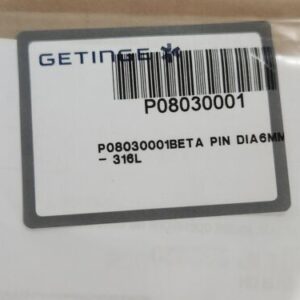 GETINGE
P08030001
P08030001BETA PIN DIA6MM
- 316L